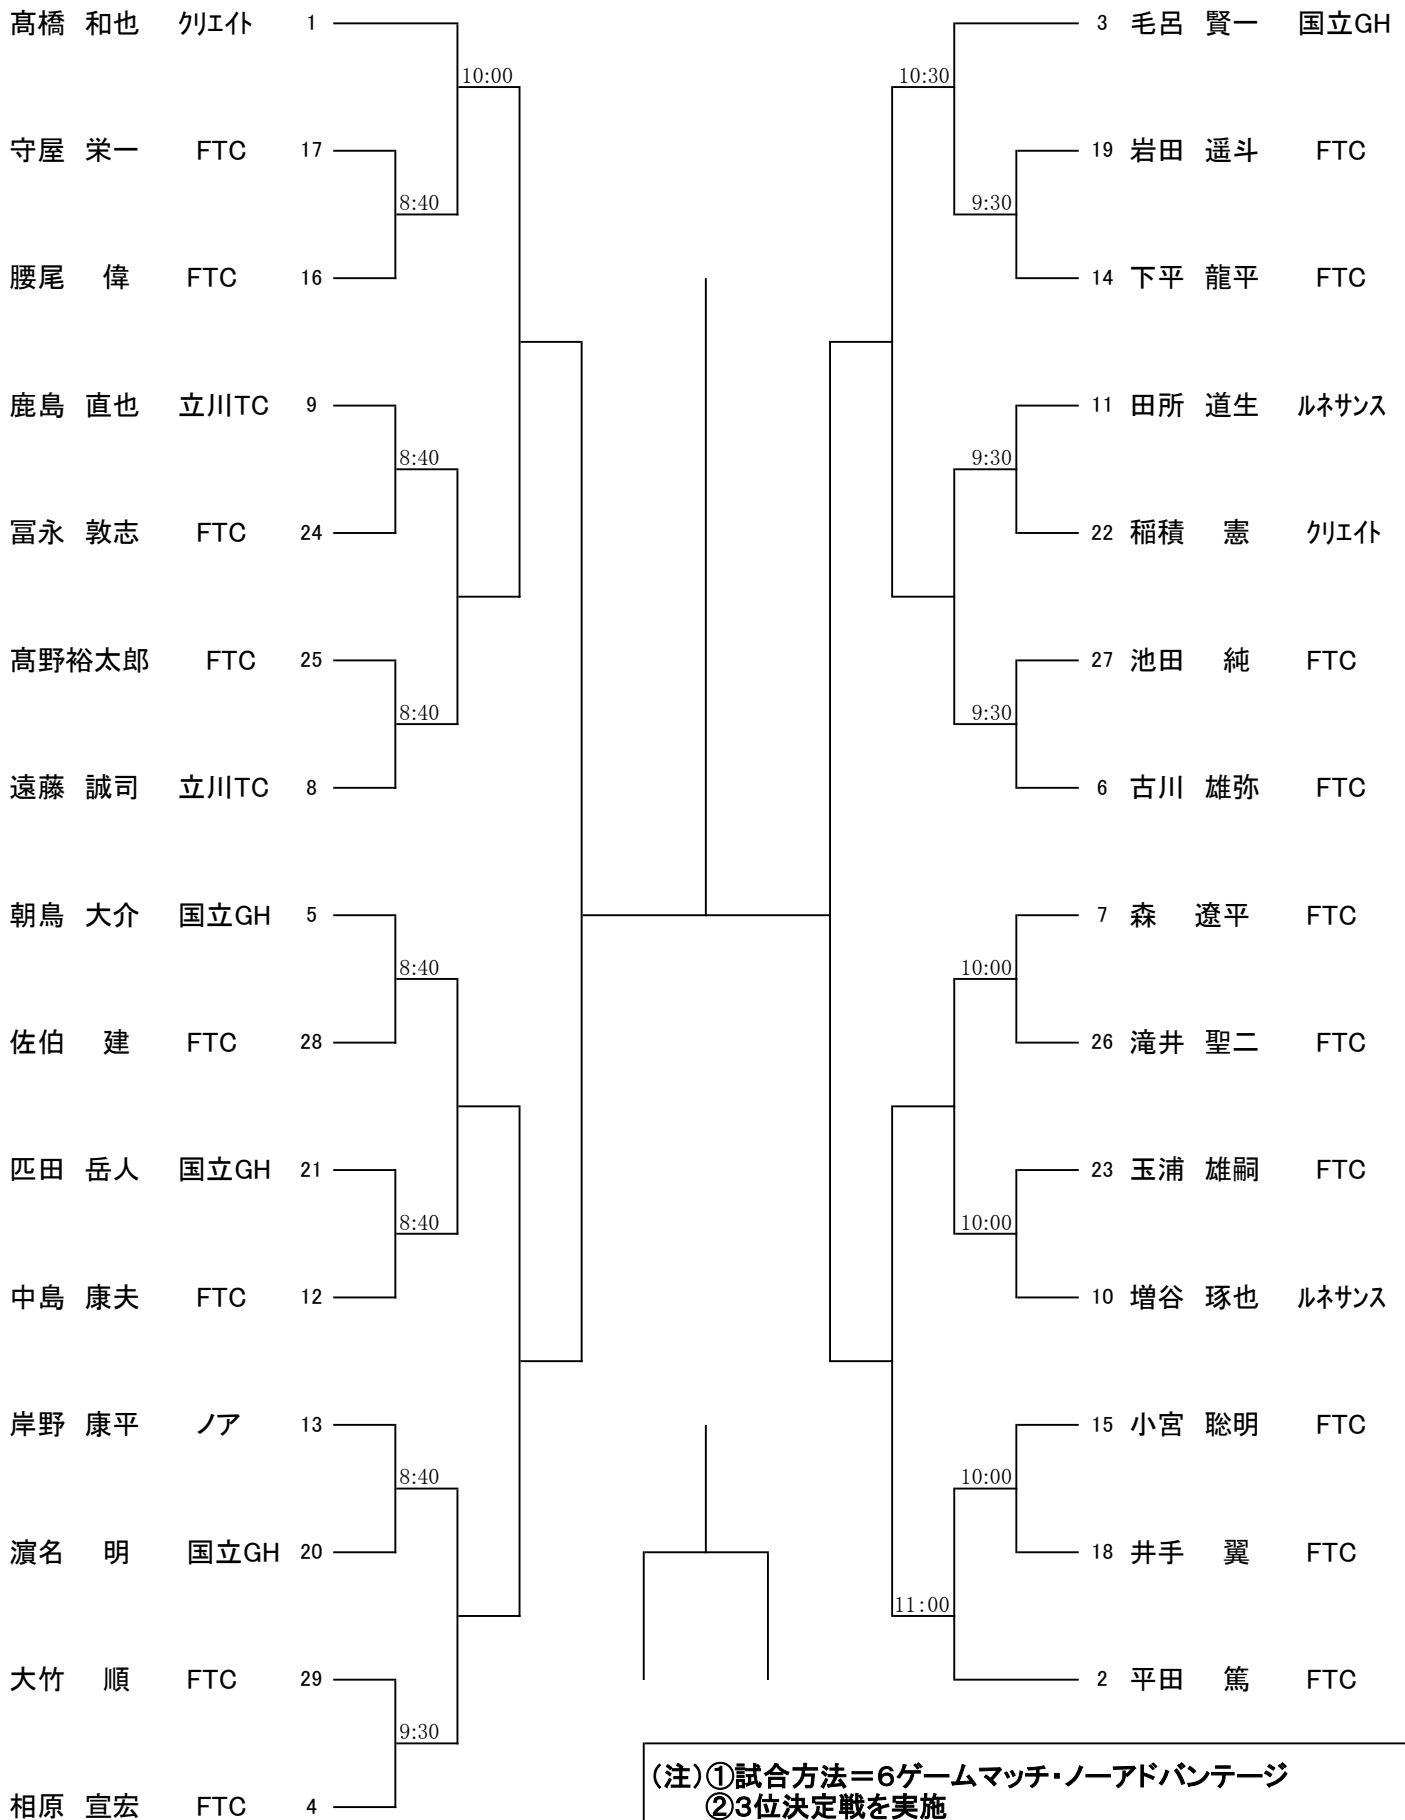 髙橋 和也 クリエイト 1
10:00
守屋 栄一 FTC 17
8:40
腰尾 偉 FTC 16
鹿島 直也 立川TC 9
8:40
冨永 敦志 FTC 24
髙野裕太郎 FTC 25
8:40
遠藤 誠司 立川TC 8
朝鳥 大介 国立GH 5
8:40
佐伯 建 FTC 28
匹田 岳人 国立GH 21
8:40
中島 康夫 FTC 12
岸野 康平 ノア 13
8:40
濵名 明 国立GH 20
大竹 順 FTC 29
9:30
相原 宣宏 FTC 4
3 毛呂 賢一 国立GH
10:30
19 岩田 遥斗 FTC
9:30
14 下平 龍平 FTC
11 田所 道生 ルネサンス
9:30
22 稲積 憲 クリエイト
27 池田 純 FTC
9:30
6 古川 雄弥 FTC
7 森 遼平 FTC
10:00
26 滝井 聖二 FTC
23 玉浦 雄嗣 FTC
10:00
10 増谷 琢也 ルネサンス
15 小宮 聡明 FTC
10:00
18 井手 翼 FTC
11:00
2 平田 篤 FTC
(注)①試合方法＝6ゲームマッチ・ノーアドバンテージ
②3位決定戦を実施